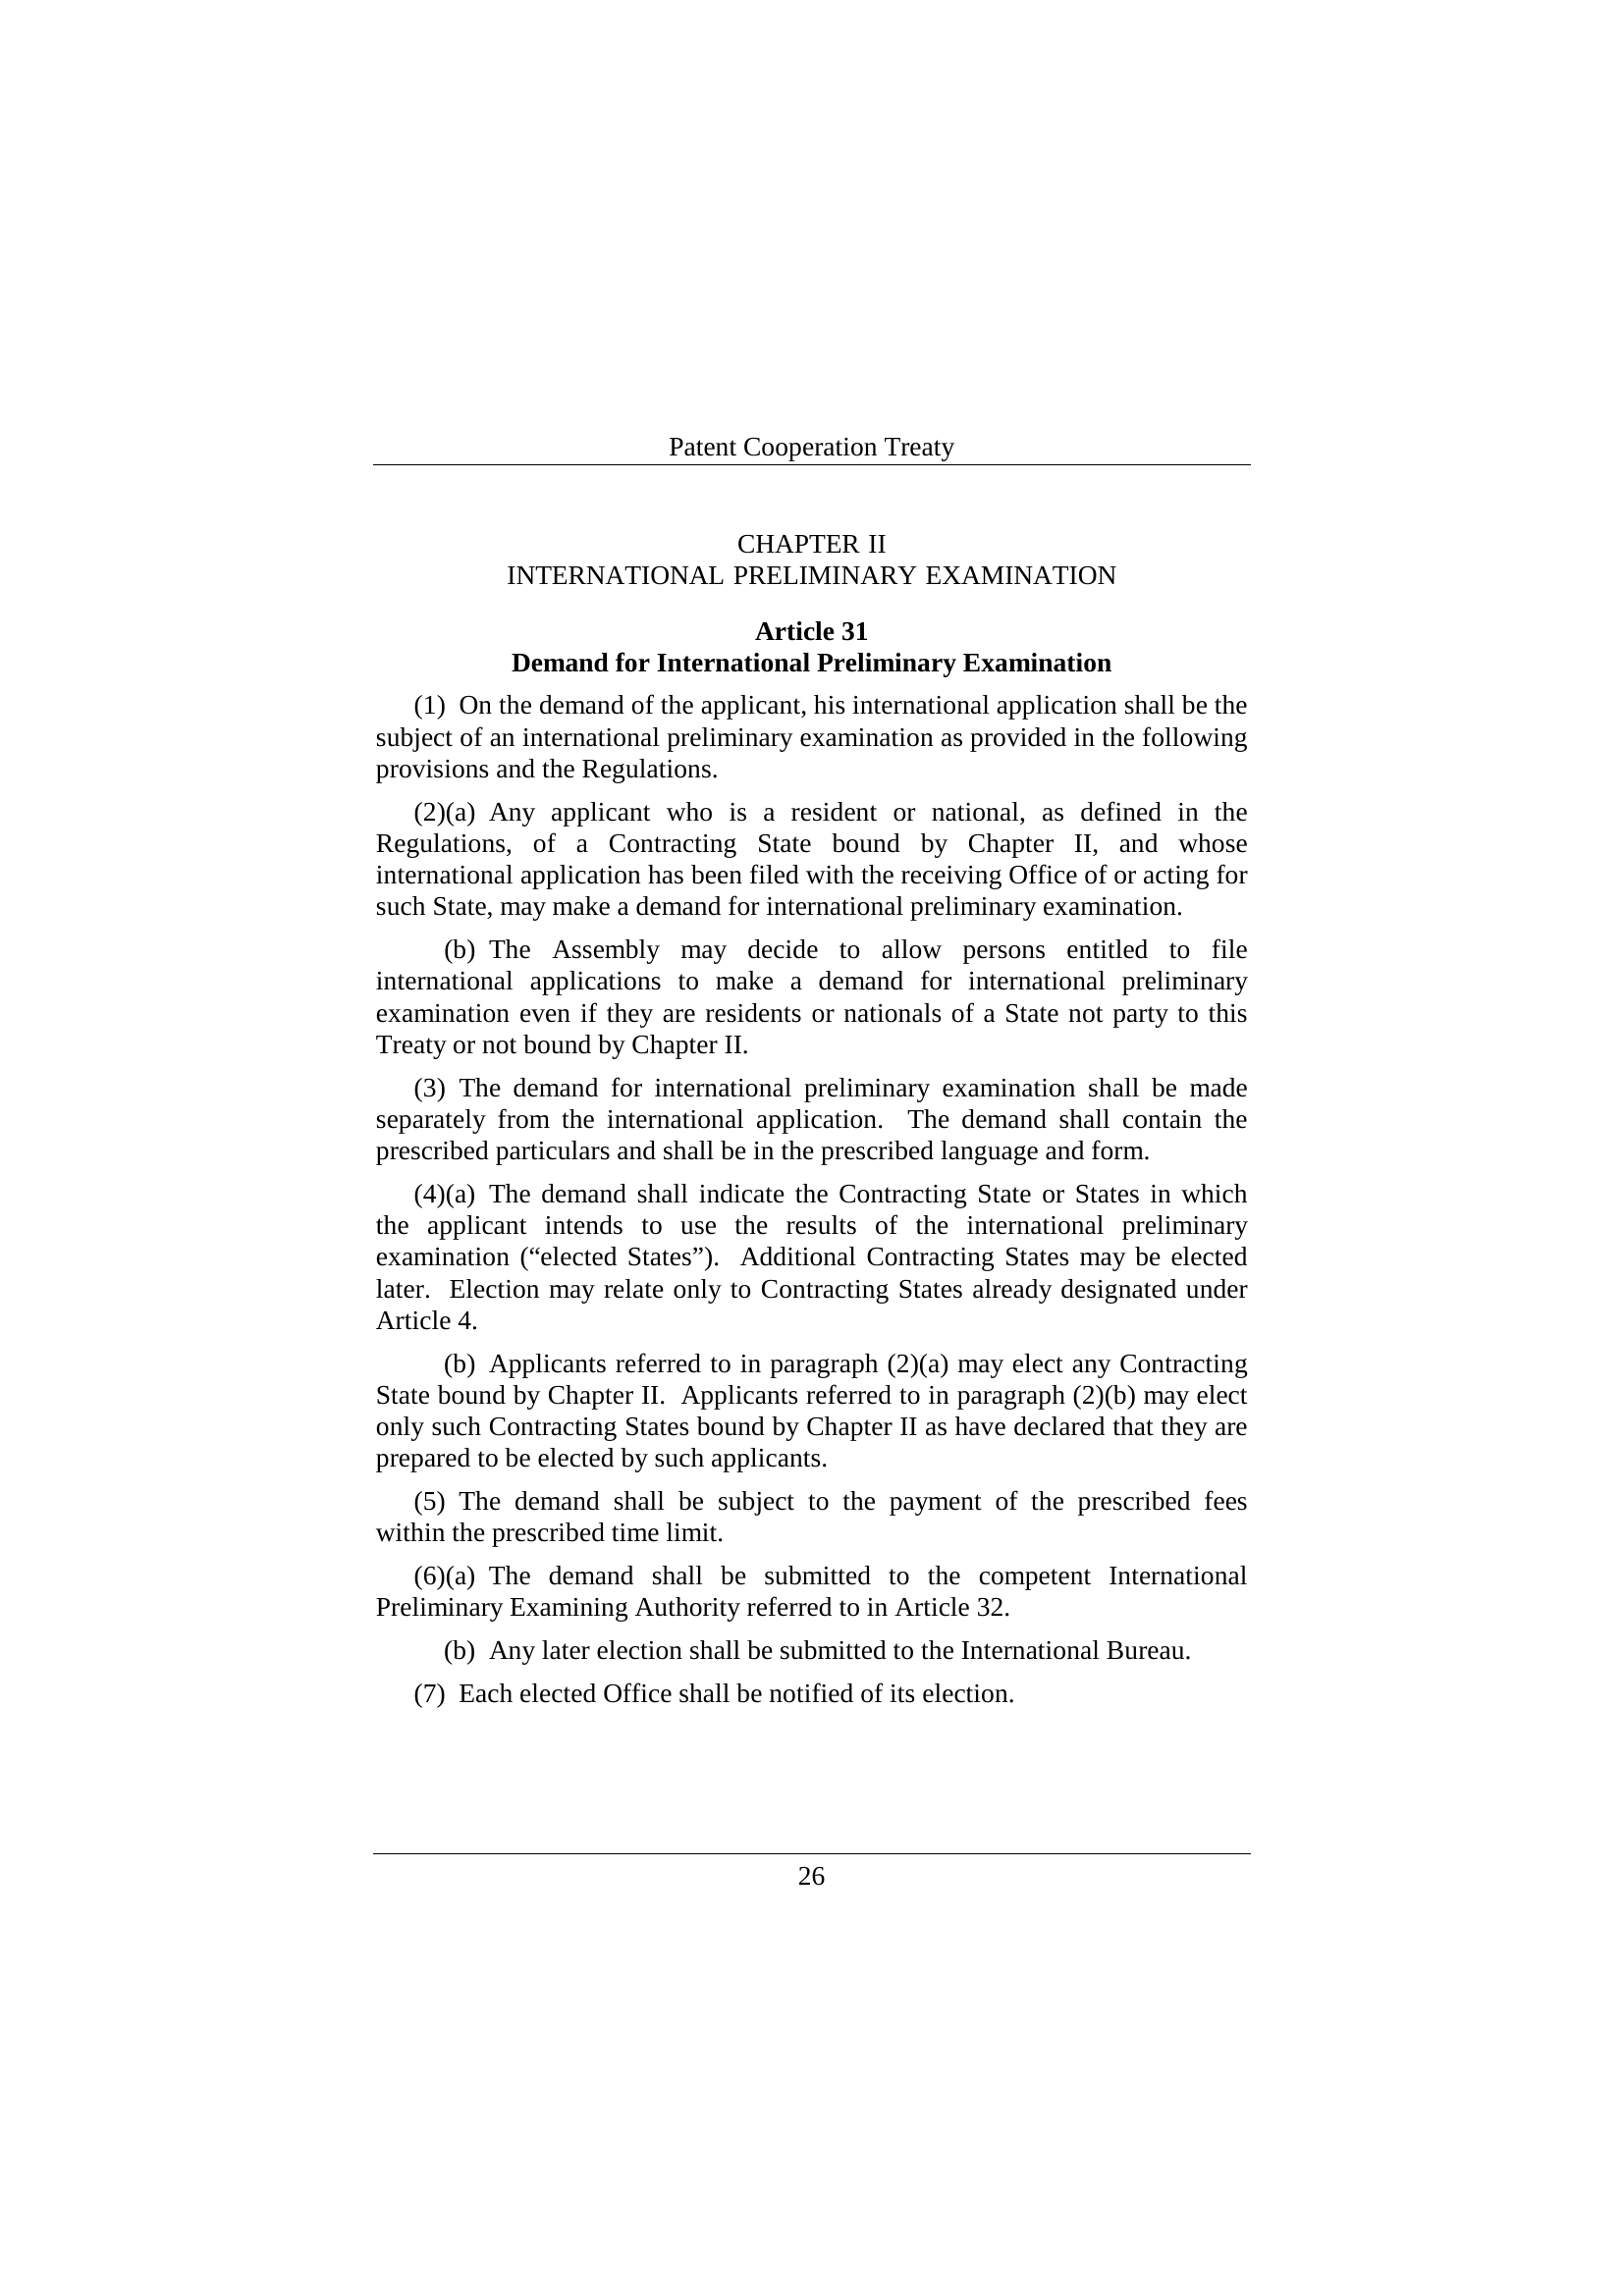 Patent Cooperation Treaty
CHAPTER II
INTERNATIONAL PRELIMINARY EXAMINATION
Article 31
Demand for International Preliminary Examination
(1) On the demand of the applicant, his international application shall be the
subject of an international preliminary examination as provided in the following
provisions and the Regulations.
(2)(a) Any applicant who is a resident or national, as defined in the
Regulations, of a Contracting State bound by Chapter II, and whose
international application has been filed with the receiving Office of or acting for
such State, may make a demand for international preliminary examination.
(b) The Assembly may decide to allow persons entitled to file
international applications to make a demand for international preliminary
examination even if they are residents or nationals of a State not party to this
Treaty or not bound by Chapter II.
(3) The demand for international preliminary examination shall be made
separately from the international application. The demand shall contain the
prescribed particulars and shall be in the prescribed language and form.
(4)(a) The demand shall indicate the Contracting State or States in which
the applicant intends to use the results of the international preliminary
examination (“elected States”). Additional Contracting States may be elected
later. Election may relate only to Contracting States already designated under
Article 4.
(b) Applicants referred to in paragraph (2)(a) may elect any Contracting
State bound by Chapter II. Applicants referred to in paragraph (2)(b) may elect
only such Contracting States bound by Chapter II as have declared that they are
prepared to be elected by such applicants.
(5) The demand shall be subject to the payment of the prescribed fees
within the prescribed time limit.
(6)(a) The demand shall be submitted to the competent International
Preliminary Examining Authority referred to in Article 32.
(b) Any later election shall be submitted to the International Bureau.
(7) Each elected Office shall be notified of its election.
26